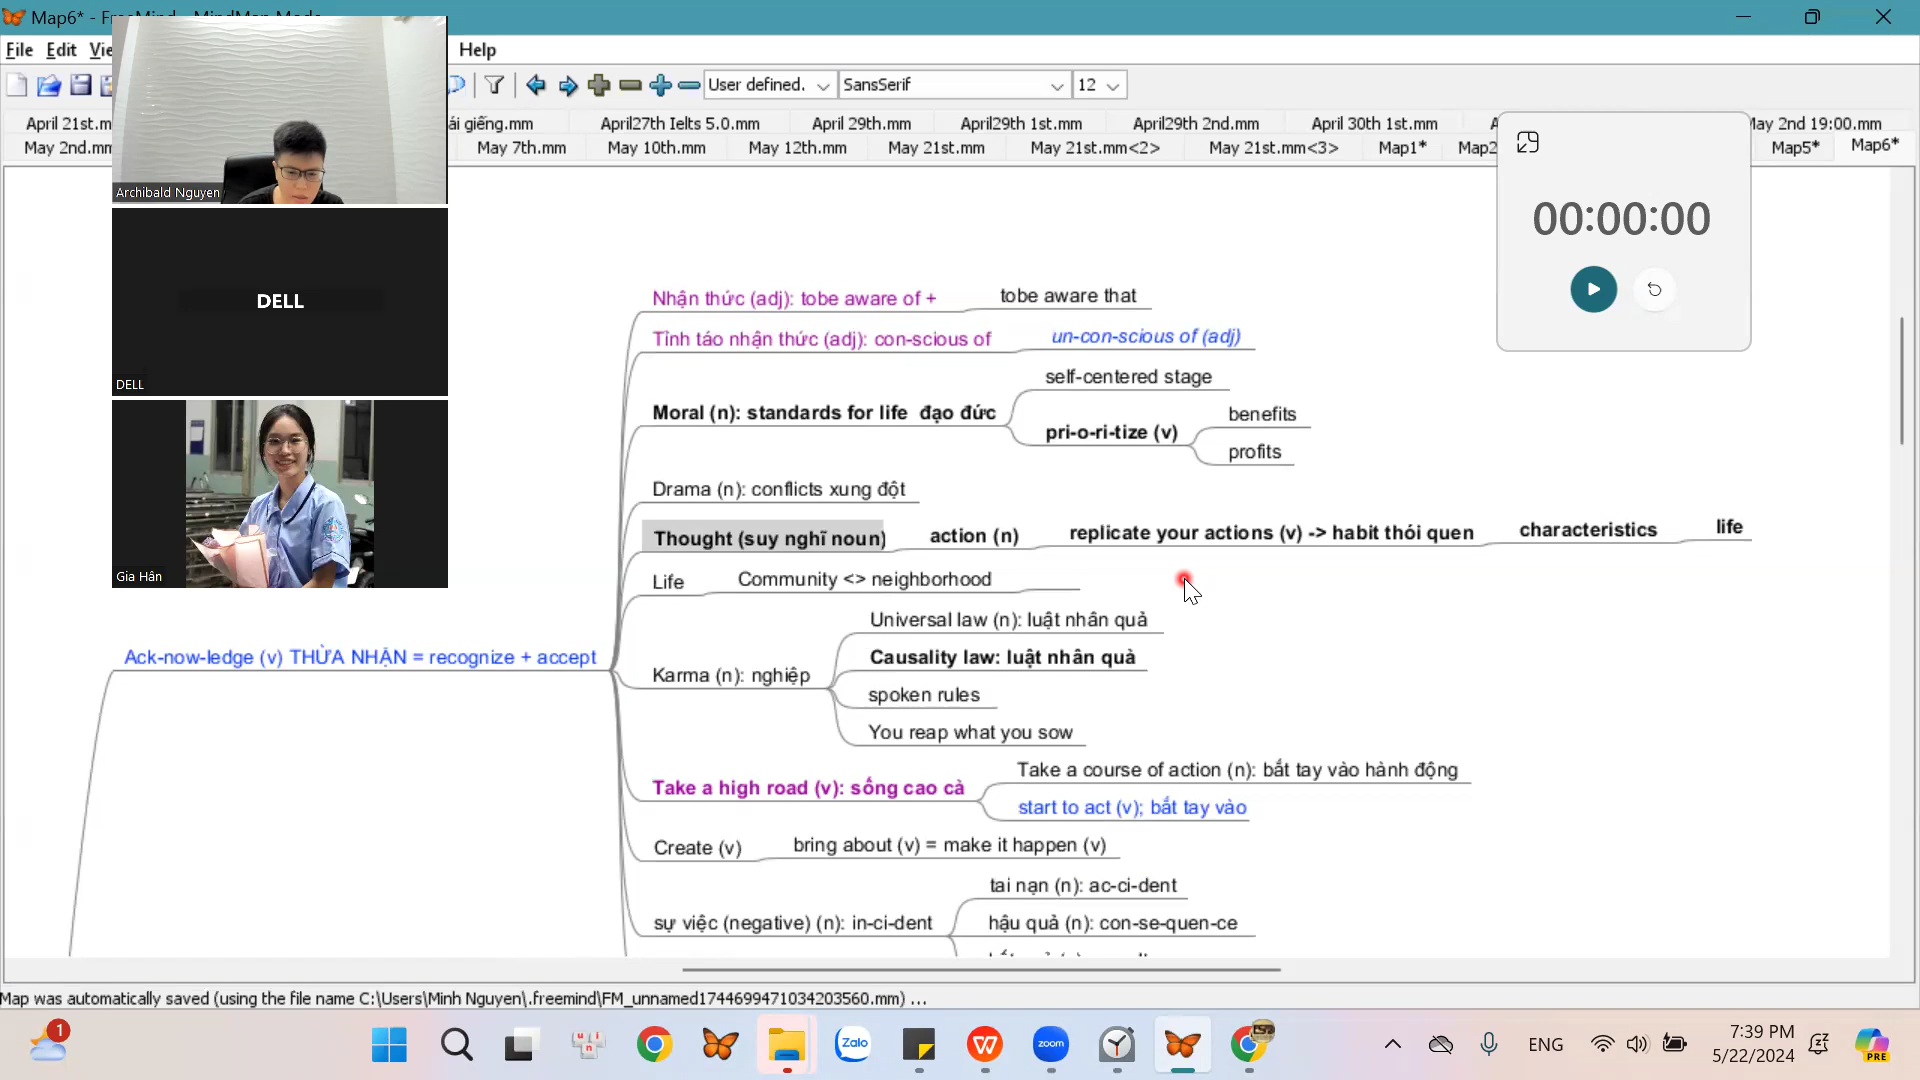 Map6* - FreeMind - MindMap Mode
File Edit Vie Help
User defined. SansSerif 12
April 21st.m ái giêng.mm April27th Ielts 5.0.mm April 29th.mm April29th 1st.mm April29th 2nd.mm April 30th 1st.mm A May 2nd 19:00.mm
May 2nd.mm May 7th.mm May 10th.mm May 12th.mm May 21st.mm May 21st.mm<2> May 21st.mm<3> Map1* Map2 Map5* Map6*
Archibald Nguyen
DELL
DELL
Gia Hân
00:00:00
Nhận thức (adj): tobe aware of + tobe aware that
Tỉnh táo nhận thức (adj): con-scious of un-con-scious of (adj)
self-centered stage
Moral (n): standards for life đạo đức
benefits
pri-o-ri-tize (v)
profits
Drama (n): conflicts xung đột
Thought (suy nghĩ noun) action (n) replicate your actions (v) -> habit thói quen characteristics life
Life Community <> neighborhood
Universal law (n): luật nhân quả
Ack-now-ledge (v) THỪA NHẬN = recognize + accept
Causality law: luật nhân quả
Karma (n): nghiệp
spoken rules
You reap what you sow
Take a course of action (n): bắt tay vào hành động
Take a high road (v): sống cao cả
start to act (v); bắt tay vào
Create (v) bring about (v) = make it happen (v)
tai nạn (n): ac-ci-dent
sự việc (negative) (n): in-ci-dent
hậu quả (n): con-se-quen-ce
Map was automatically saved (using the file name C:\Users\Minh Nguyen\.freemind\FM_unnamed1744699471034203560.mm) ...
1
Zalo
zoom
ENG
7:39 PM
5/22/2024
PRE